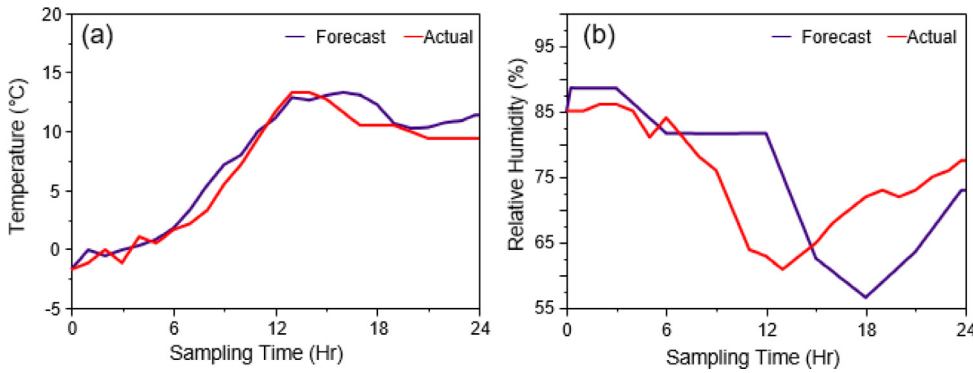 (a)
Forecast Actual
20
15
10
5
0
-5
0 6 12 18 24
Temperature (°C)
Sampling Time (Hr)
(b)
Forecast Actual
95
85
75
65
55
0 6 12 18 24
Relative Humidity (%)
Sampling Time (Hr)